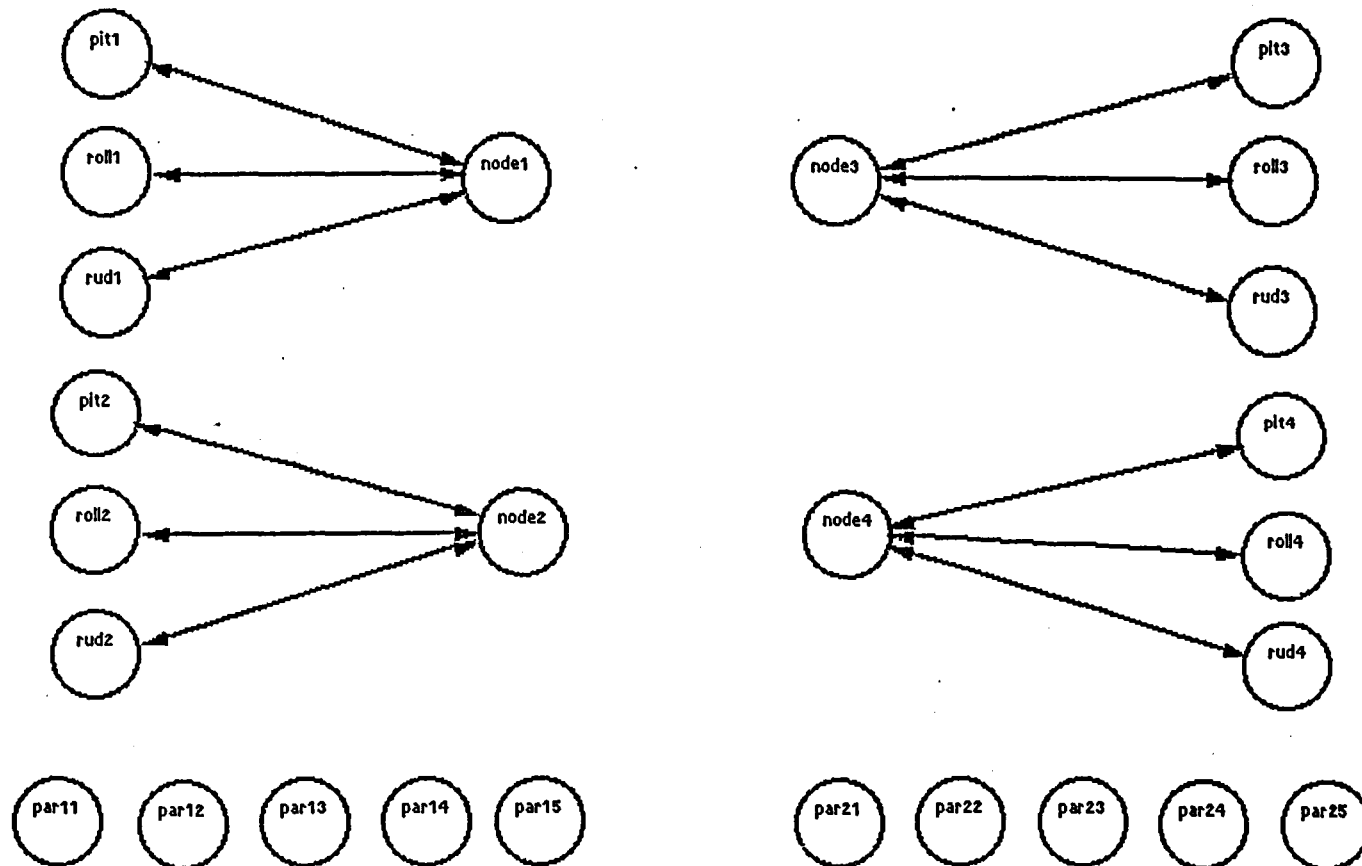 pit1
roll1
rud1
node1
pit3
node3
roll3
rud3
pit2
roll2
rud2
node2
pit4
node4
roll4
rud4
par11 par12 par13 par14 par15 par21 par22 par23 par24 par25